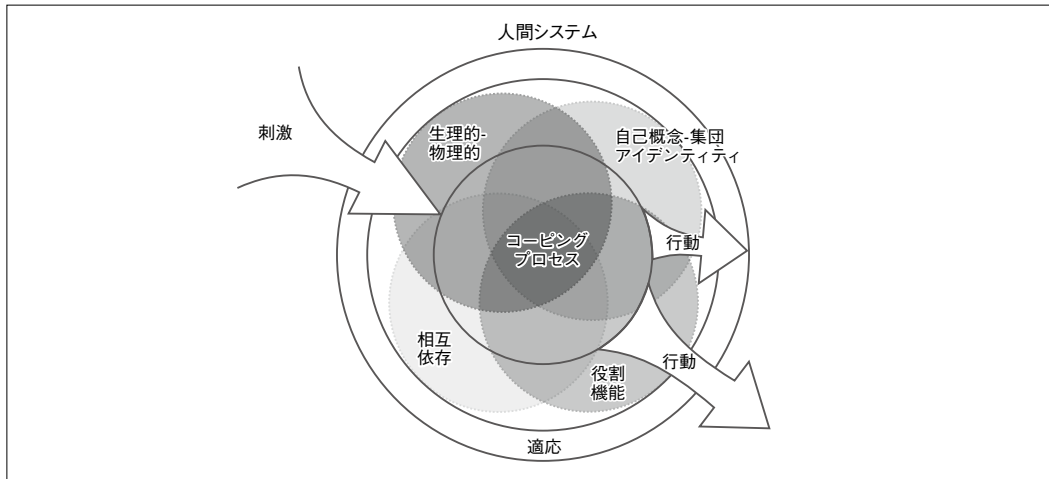 人間システム
刺激
生理的-
物理的
自己概念-集団
アイデンティティ
コーピング
プロセス
行動
相互
依存
行動
役割
機能
適応